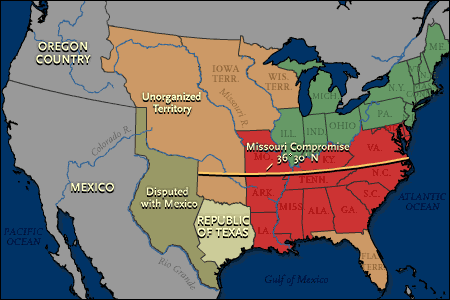 OREGON
COUNTRY
IOWA
TERR.
WIS.
TERR.
ME.
MICH.
N.Y.
Unorganized
Territory
Missouri R.
PA.
ILL.
IND.
OHIO
Colorado R.
Missouri Compromise
36°30' N
MO.
KY.
VA.
MEXICO
Disputed
with Mexico
ARK.
TENN.
N.C.
S.C.
REPUBLIC
OF TEXAS
MISS.
ALA.
GA.
LA.
PACIFIC
OCEAN
ATLANTIC
OCEAN
FLA.
TERR.
Rio Grande
Gulf of Mexico